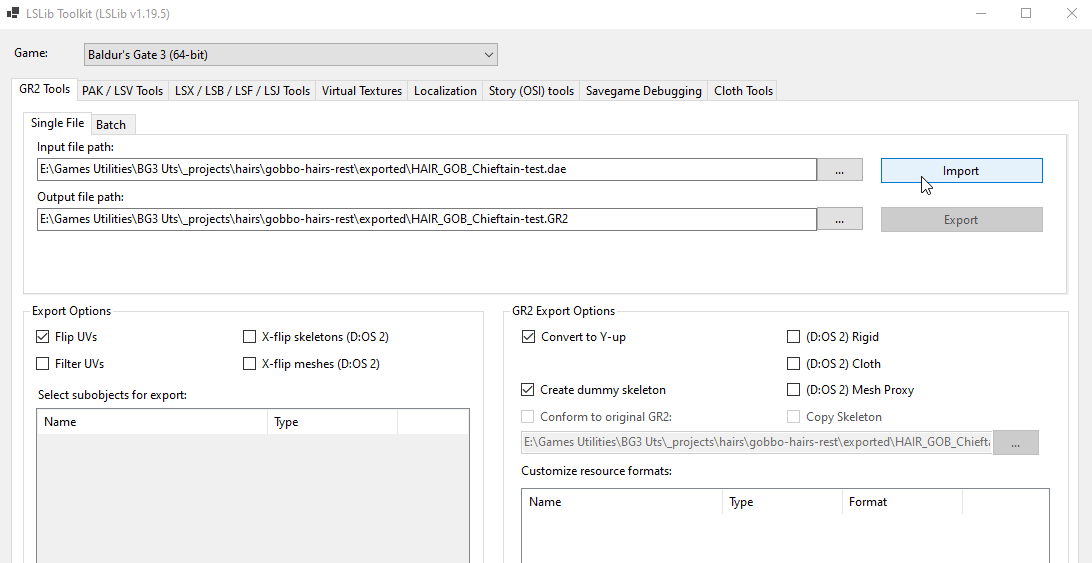 LSLib Toolkit (LSLib v1.19.5)
Game: Baldur's Gate 3 (64-bit)
GR2 Tools PAK / LSV Tools LSX / LSB / LSF / LSJ Tools Virtual Textures Localization Story (OSI) tools Savegame Debugging Cloth Tools
Single File Batch
Input file path:
E:\Games Utilities\BG3 Uts\_projects\hairs\gobbo-hairs-rest\exported\HAIR_GOB_Chieftain-test.dae ... Import
Output file path:
E:\Games Utilities\BG3 Uts\_projects\hairs\gobbo-hairs-rest\exported\HAIR_GOB_Chieftain-test.GR2 ... Export
Export Options
Flip UVs X-flip skeletons (D:OS 2)
Filter UVs X-flip meshes (D:OS 2)
Select subobjects for export:
Name Type
GR2 Export Options
Convert to Y-up (D:OS 2) Rigid
(D:OS 2) Cloth
Create dummy skeleton (D:OS 2) Mesh Proxy
Conform to original GR2: Copy Skeleton
E:\Games Utilities\BG3 Uts\_projects\hairs\gobbo-hairs-rest\exported\HAIR_GOB_Chiefta ...
Customize resource formats:
Name Type Format